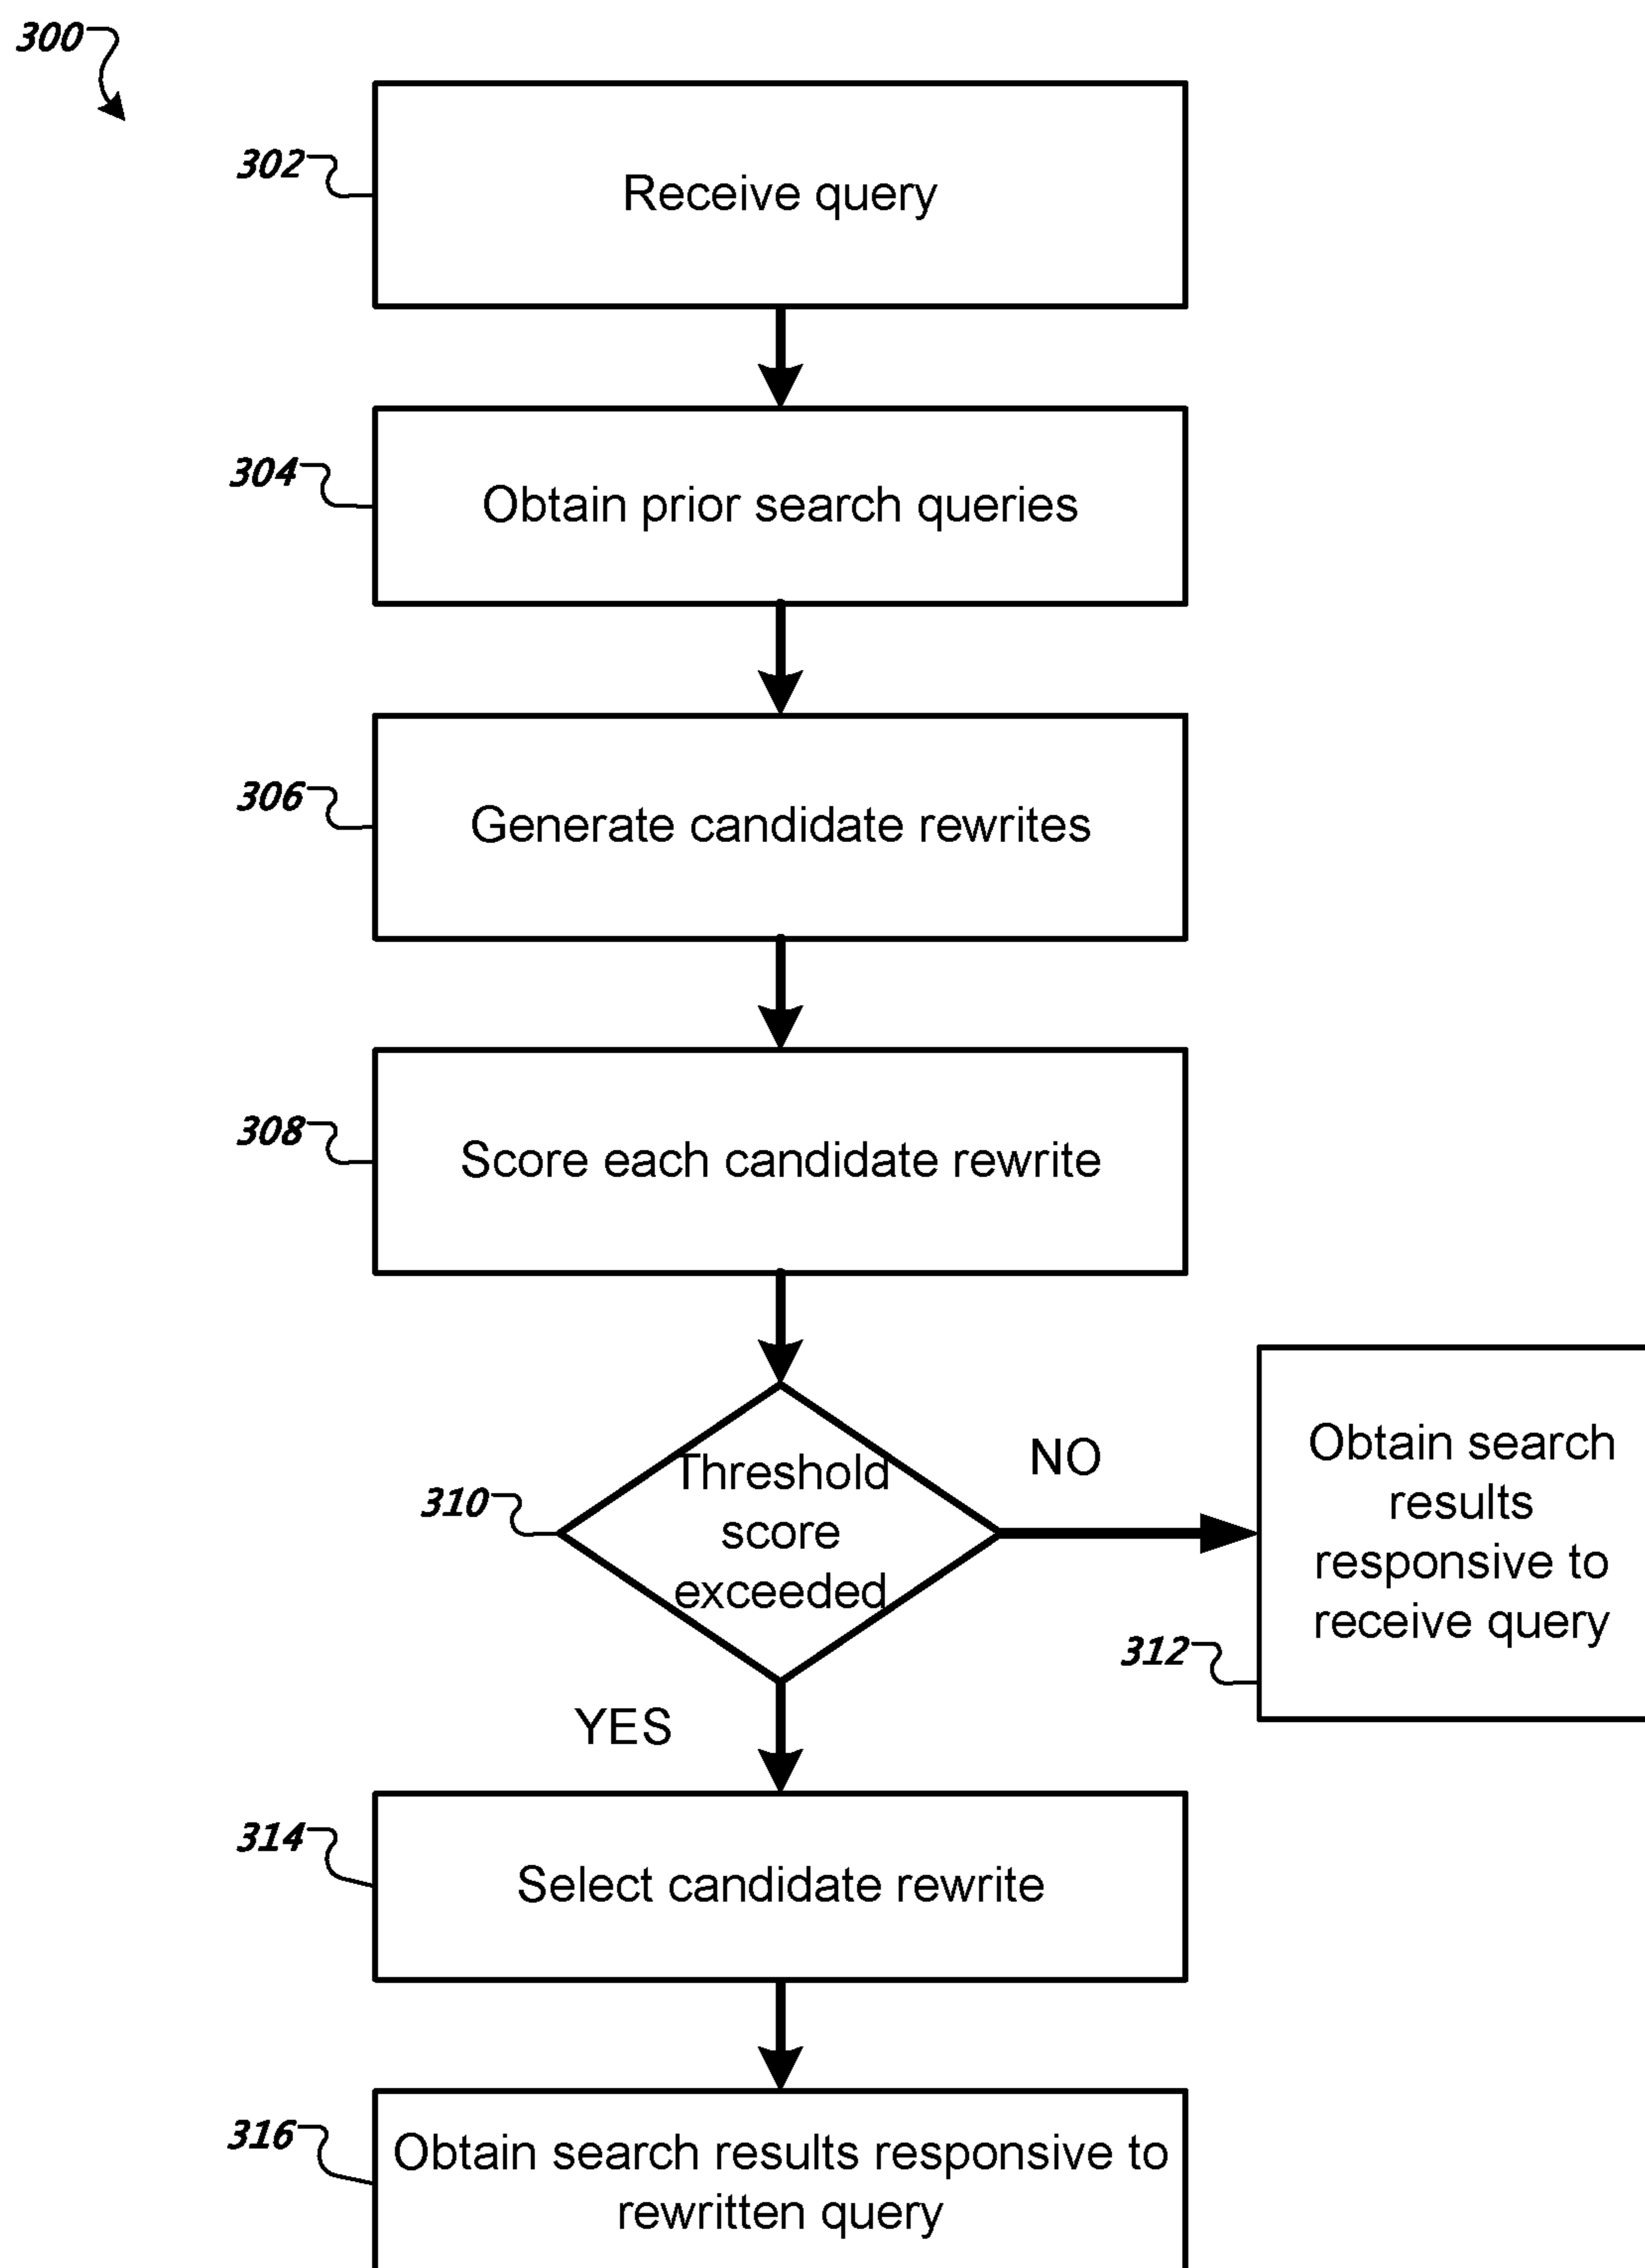 300
302
Receive query
304
Obtain prior search queries
306
Generate candidate rewrites
308
Score each candidate rewrite
310
Threshold
score
exceeded
NO
312
Obtain search
results
responsive to
receive query
YES
314
Select candidate rewrite
316
Obtain search results responsive to
rewritten query